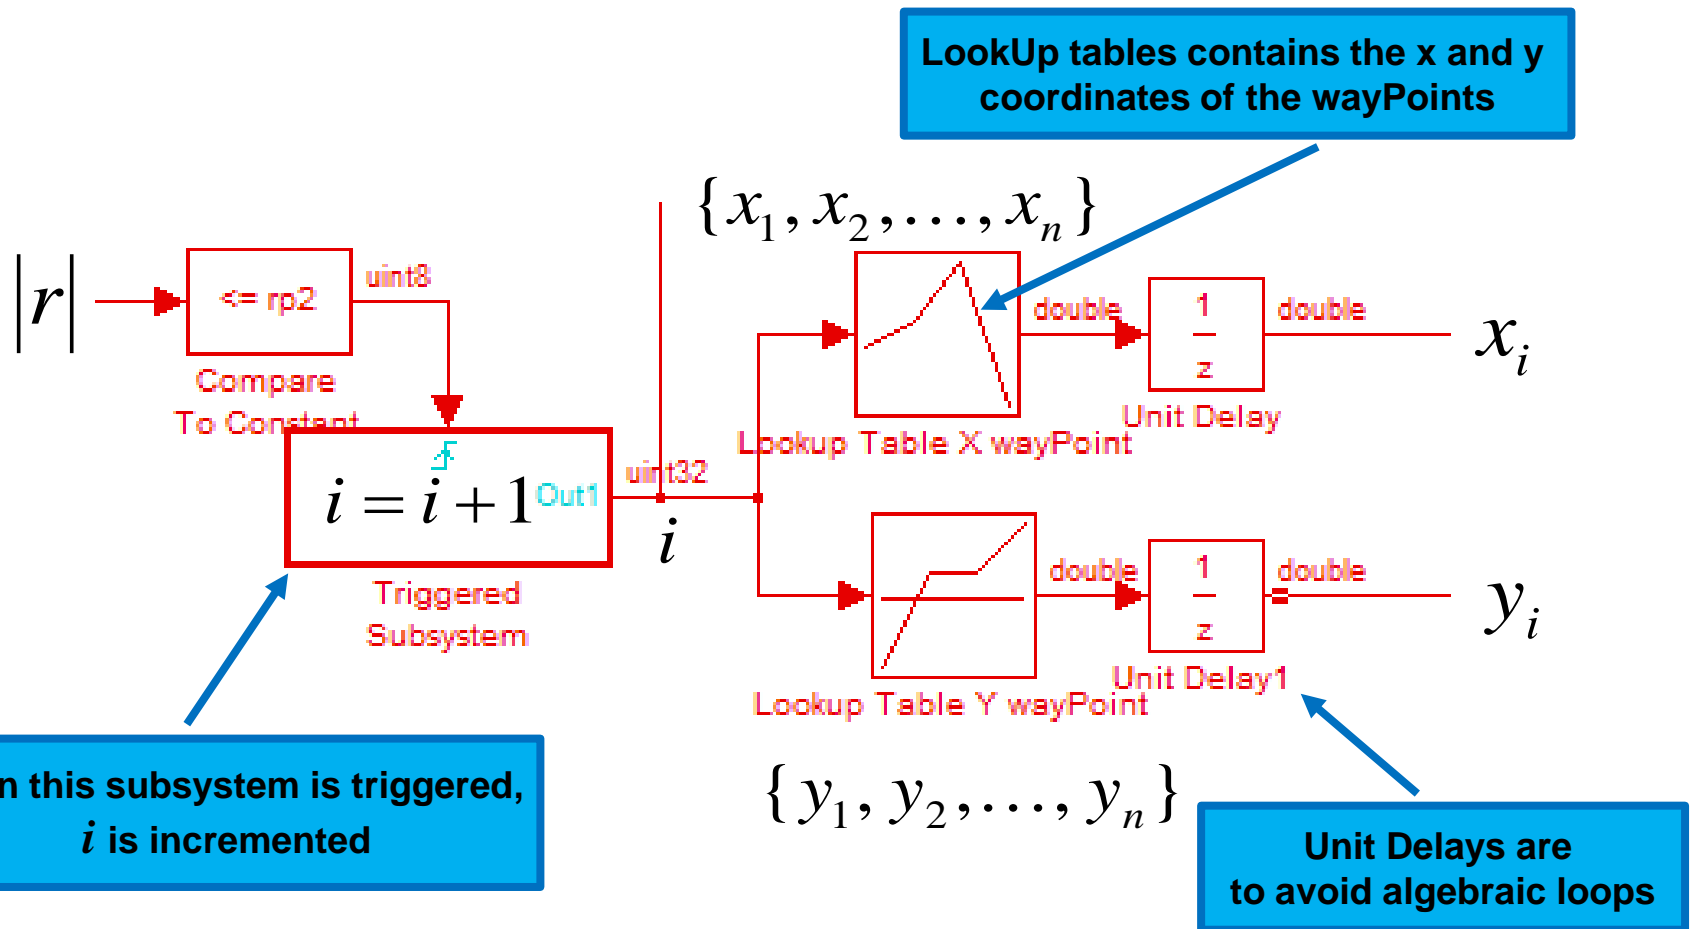 LookUp tables contains the x and y
coordinates of the wayPoints
{x₁, x₂, ..., xₙ}
|r|
<= rp2
uint8
Compare
To Constant
double
1
z
double
xᵢ
Unit Delay
Lookup Table X wayPoint
i = i + 1
Out1
uint32
i
Triggered
Subsystem
double
1
z
double
yᵢ
Unit Delay1
Lookup Table Y wayPoint
{y₁, y₂, ..., yₙ}
n this subsystem is triggered,
i is incremented
Unit Delays are
to avoid algebraic loops